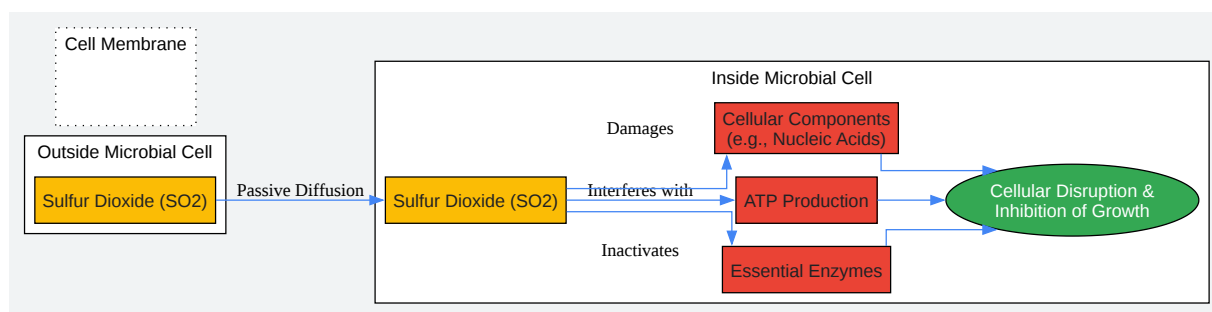 Cell Membrane
Outside Microbial Cell
Sulfur Dioxide (SO2)
Passive Diffusion
Inside Microbial Cell
Sulfur Dioxide (SO2)
Damages
Interferes with
Inactivates
Cellular Components
(e.g., Nucleic Acids)
ATP Production
Essential Enzymes
Cellular Disruption &
Inhibition of Growth